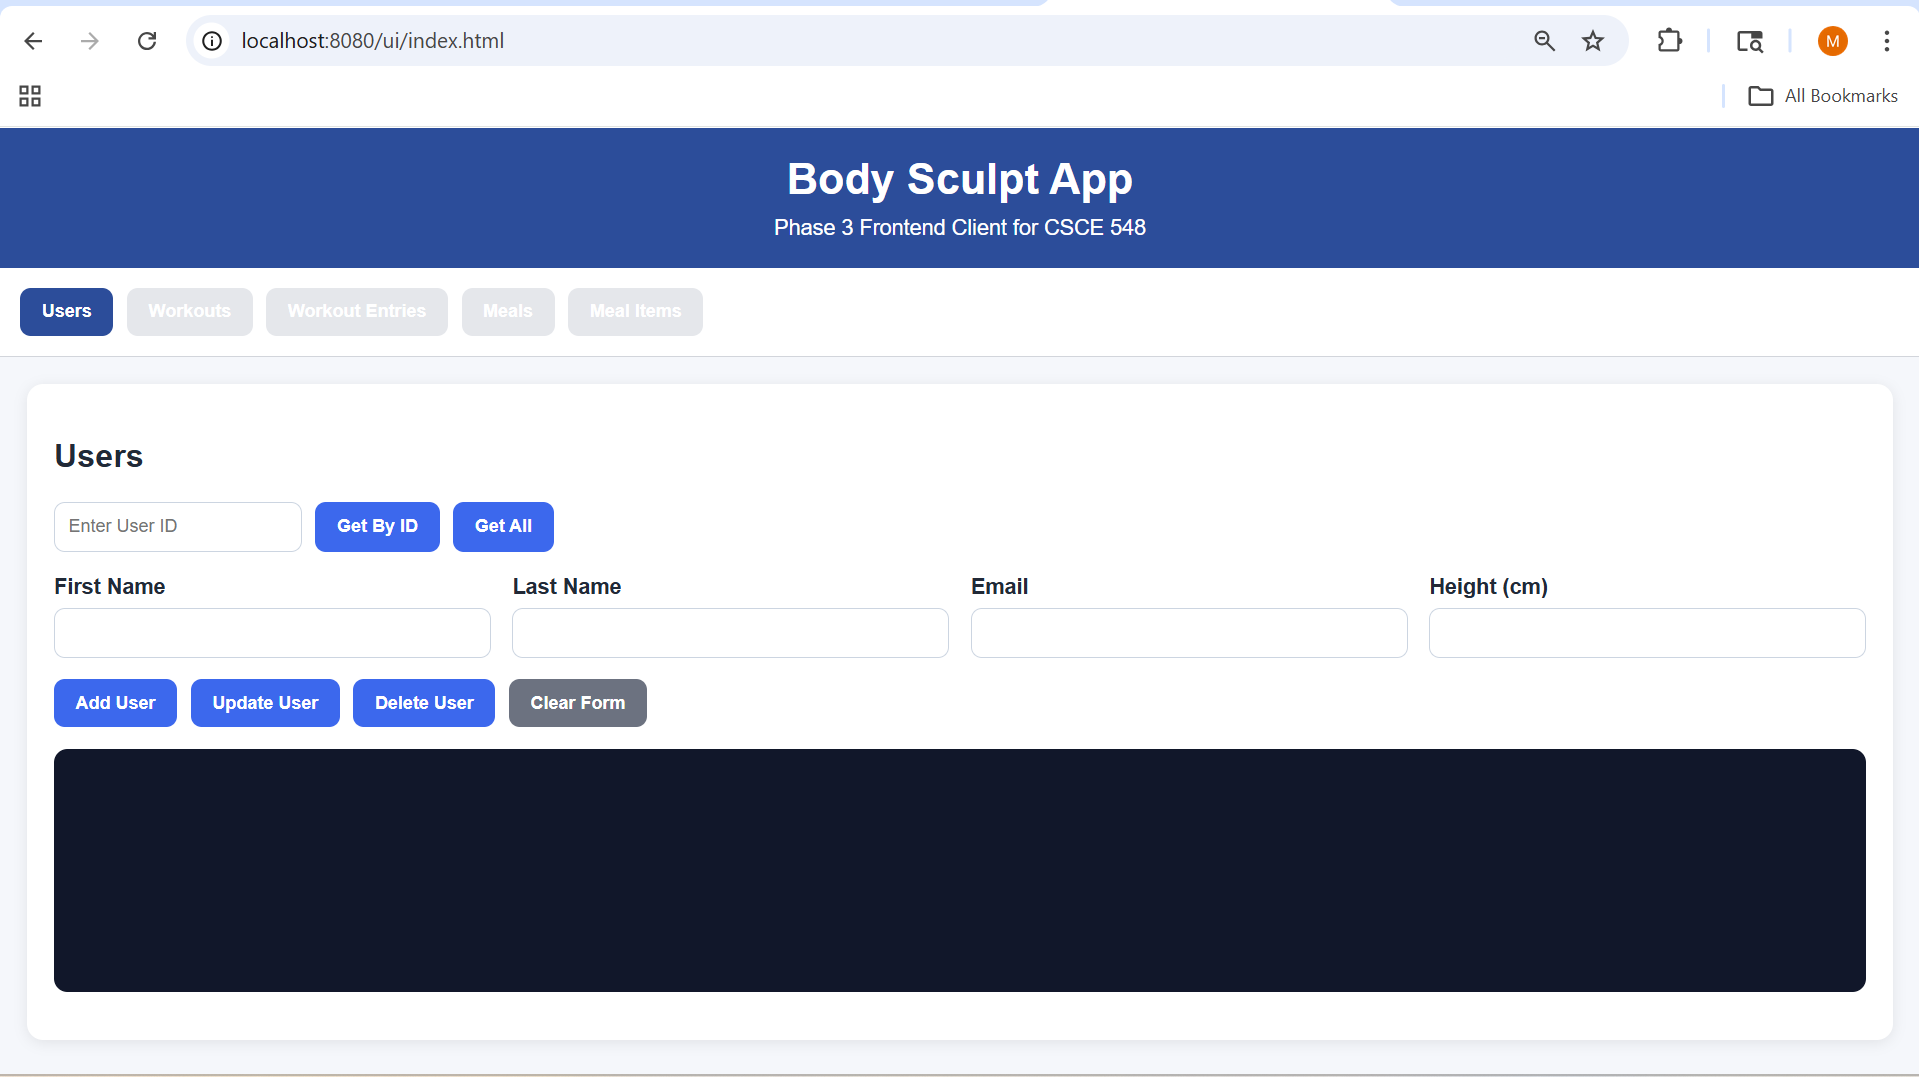 localhost:8080/ui/index.html
M
All Bookmarks
Body Sculpt App
Phase 3 Frontend Client for CSCE 548
Users Workouts Workout Entries Meals Meal Items
Users
Enter User ID Get By ID Get All
First Name Last Name Email Height (cm)
Add User Update User Delete User Clear Form